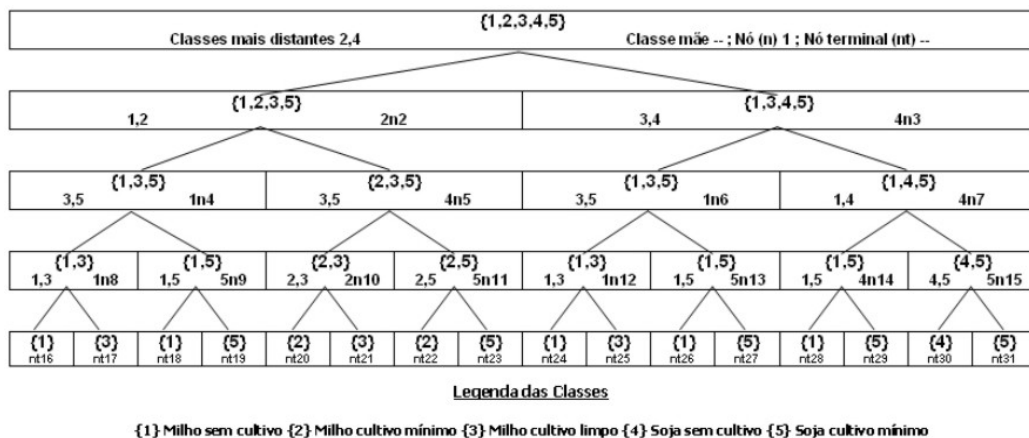 {1,2,3,4,5}
Classes mais distantes 2,4 Classe mãe -- ; Nó (n) 1 ; Nó terminal (nt) --
{1,2,3,5} {1,3,4,5}
1,2 2n2 3,4 4n3
{1,3,5} {2,3,5} {1,3,5} {1,4,5}
3,5 1n4 3,5 4n5 3,5 1n6 1,4 4n7
{1,3} {1,5} {2,3} {2,5} {1,3} {1,5} {1,5} {4,5}
1,3 1n8 1,5 5n9 2,3 2n10 2,5 5n11 1,3 1n12 1,5 5n13 1,5 4n14 4,5 5n15
{1} {3} {1} {5} {2} {3} {2} {5} {1} {3} {1} {5} {1} {5} {4} {5}
nt16 nt17 nt18 nt19 nt20 nt21 nt22 nt23 nt24 nt25 nt26 nt27 nt28 nt29 nt30 nt31
Legenda das Classes
{1} Milho sem cultivo {2} Milho cultivo mínimo {3} Milho cultivo limpo {4} Soja sem cultivo {5} Soja cultivo mínimo